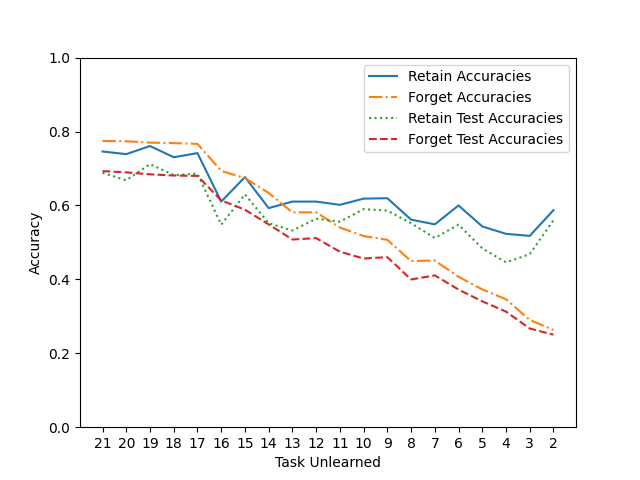 1.0
0.8
0.6
0.4
0.2
0.0
Accuracy
Retain Accuracies
Forget Accuracies
Retain Test Accuracies
Forget Test Accuracies
21 20 19 18 17 16 15 14 13 12 11 10 9 8 7 6 5 4 3 2
Task Unlearned